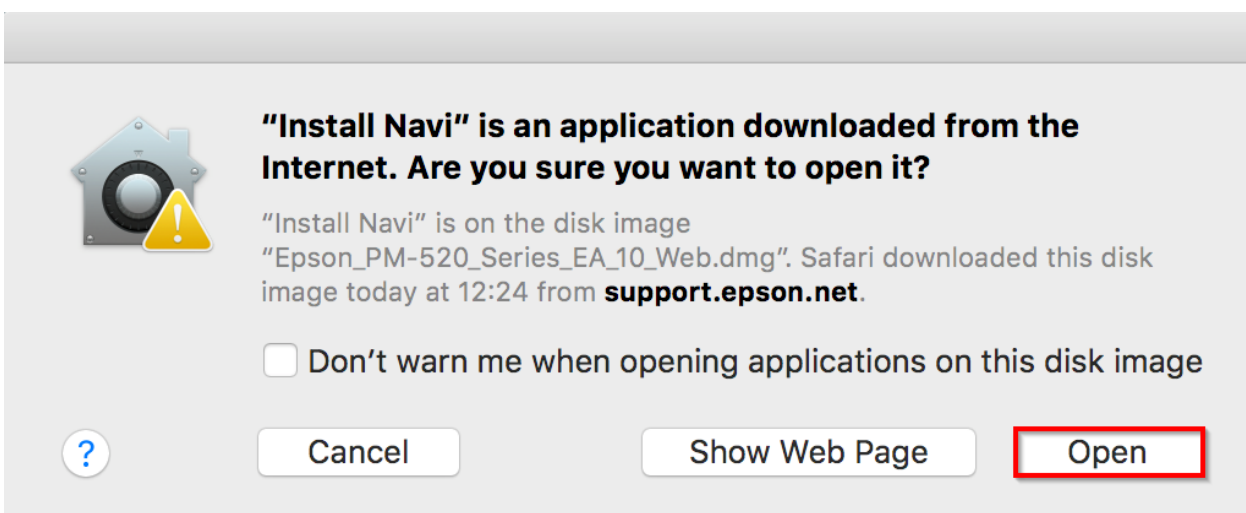 “Install Navi” is an application downloaded from the
Internet. Are you sure you want to open it?
“Install Navi” is on the disk image
“Epson_PM-520_Series_EA_10_Web.dmg”. Safari downloaded this disk
image today at 12:24 from support.epson.net.
Don’t warn me when opening applications on this disk image
?
Cancel
Show Web Page
Open